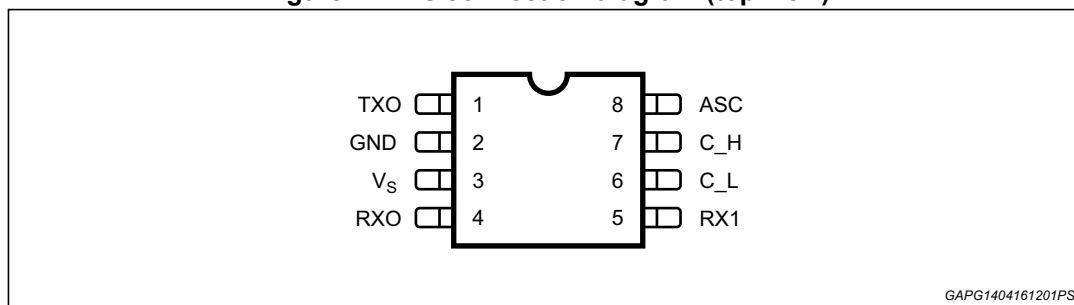 TXO 1 8 ASC
GND 2 7 C_H
VS 3 6 C_L
RXO 4 5 RX1
GAPG1404161201PS